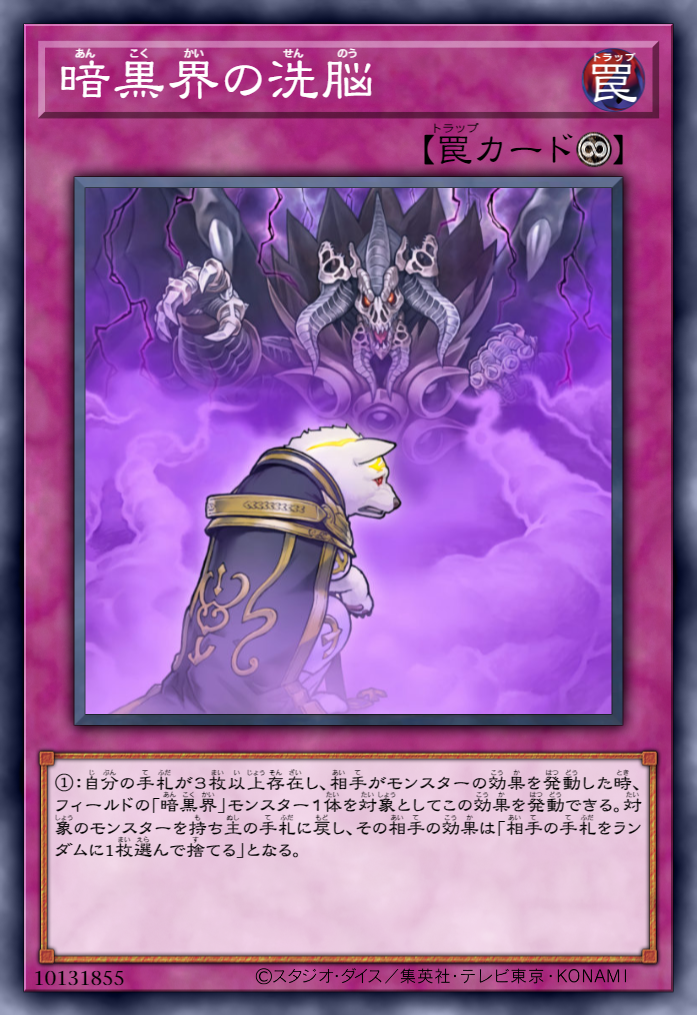 暗黒界の洗脳
罠
【罠カード】
①:自分の手札が３枚以上存在し、相手がモンスターの効果を発動した時、
フィールドの「暗黒界」モンスター１体を対象としてこの効果を発動できる。対
象のモンスターを持ち主の手札に戻し、その相手の効果は「相手の手札をラン
ダムに1枚選んで捨てる」となる。
10131855 ©スタジオ・ダイス／集英社・テレビ東京・KONAMI